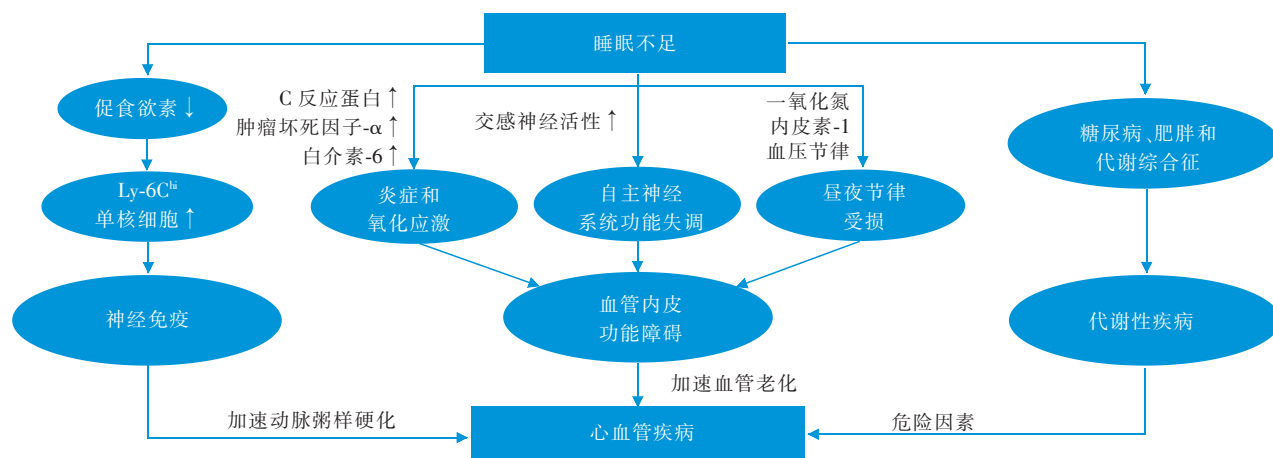 睡眠不足
促食欲素↓
C 反应蛋白↑
肿瘤坏死因子-α↑
白介素-6↑
交感神经活性↑
一氧化氮
内皮素-1
血压节律
糖尿病、肥胖和
代谢综合征
Ly-6Cʰⁱ
单核细胞↑
炎症和
氧化应激
自主神经
系统功能失调
昼夜节律
受损
神经免疫
血管内皮
功能障碍
代谢性疾病
加速血管老化
加速动脉粥样硬化
心血管疾病
危险因素